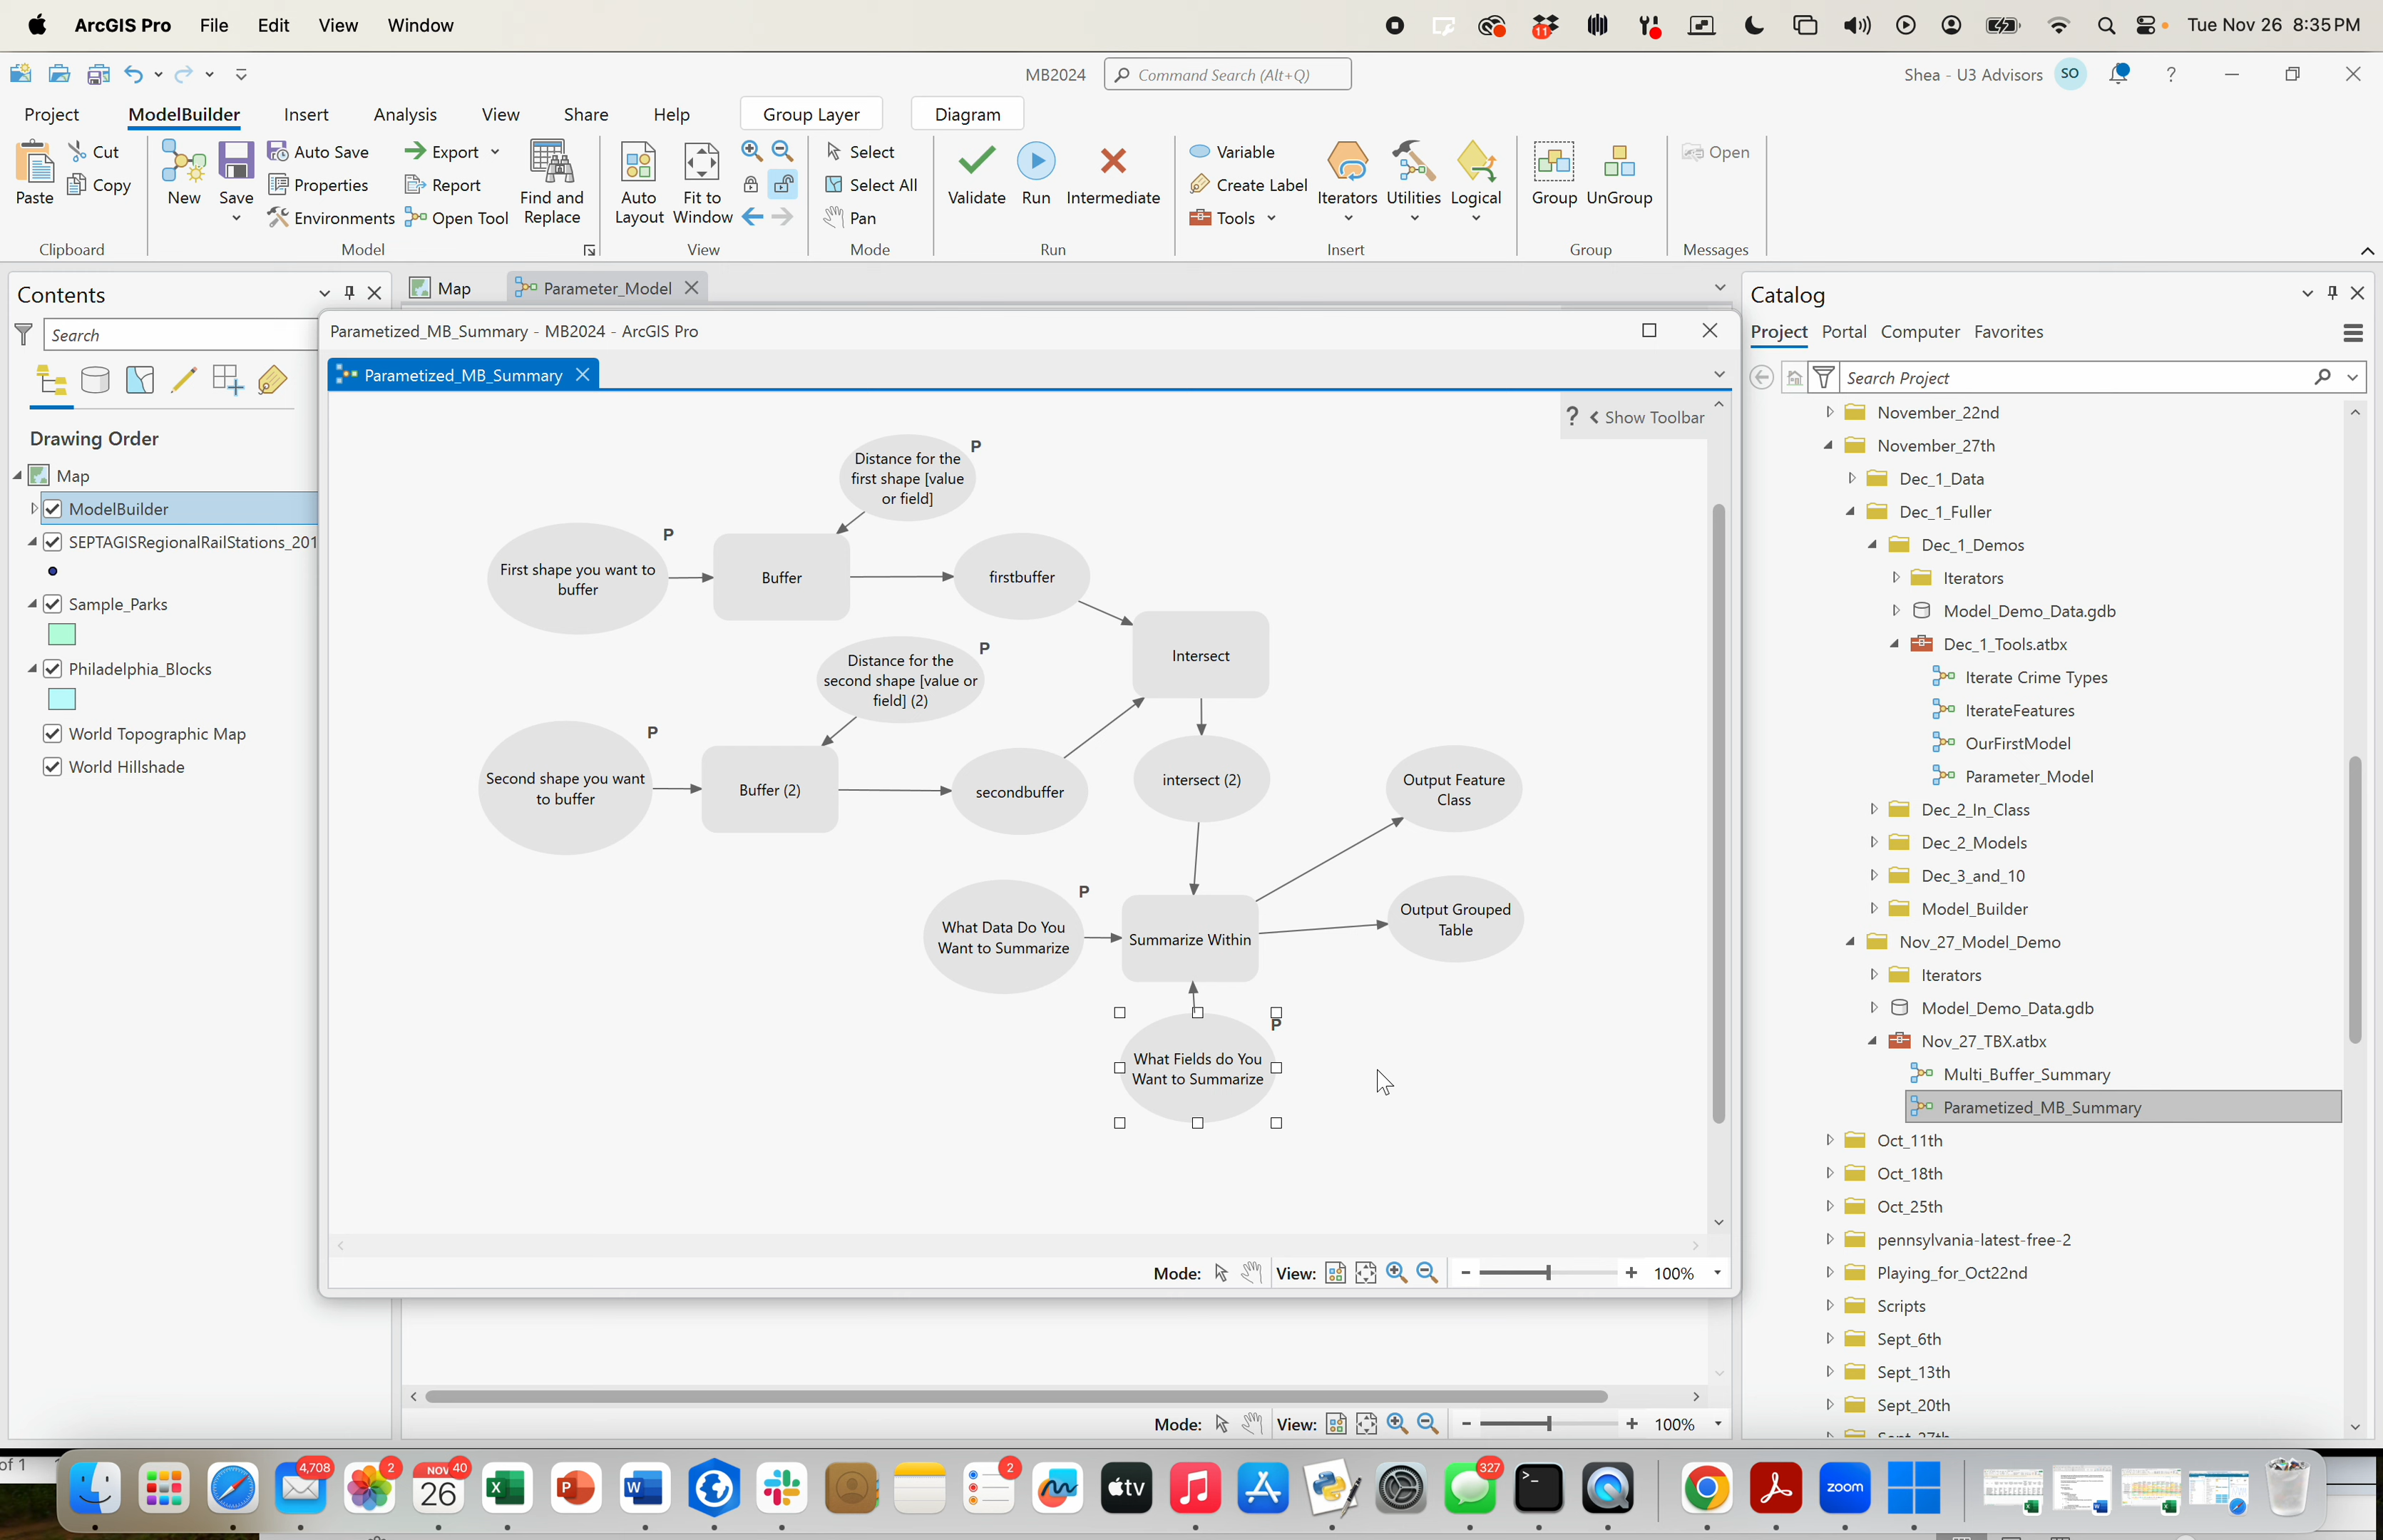 ArcGIS Pro File Edit View Window
11
Tue Nov 26 8:35 PM
MB2024
Command Search (Alt+Q)
Shea - U3 Advisors SO
?
Project ModelBuilder Insert Analysis View Share Help Group Layer Diagram
Paste
Cut
Copy
Clipboard
New
Save
Auto Save
Properties
Environments
Export
Report
Open Tool
Find and
Replace
Model
Auto
Layout
Fit to
Window
View
Select
Select All
Pan
Mode
Validate
Run
Intermediate
Run
Variable
Create Label
Tools
Iterators
Utilities
Logical
Insert
Group
UnGroup
Group
Open
Messages
Contents
Search
Drawing Order
Map
ModelBuilder
SEPTAGISRegionalRailStations_201
Sample_Parks
Philadelphia_Blocks
World Topographic Map
World Hillshade
Map
Parameter_Model
Parametized_MB_Summary - MB2024 - ArcGIS Pro
Parametized_MB_Summary
? < Show Toolbar
Distance for the
first shape [value
or field]
P
First shape you want to
buffer
P
Buffer
firstbuffer
Intersect
Distance for the
second shape [value or
field] (2)
P
Second shape you want
to buffer
P
Buffer (2)
secondbuffer
intersect (2)
Output Feature
Class
What Data Do You
Want to Summarize
P
Summarize Within
Output Grouped
Table
What Fields do You
Want to Summarize
P
Mode: View: - + 100%
Mode: View: - + 100%
Catalog
Project Portal Computer Favorites
Search Project
November_22nd
November_27th
Dec_1_Data
Dec_1_Fuller
Dec_1_Demos
Iterators
Model_Demo_Data.gdb
Dec_1_Tools.atbx
Iterate Crime Types
IterateFeatures
OurFirstModel
Parameter_Model
Dec_2_In_Class
Dec_2_Models
Dec_3_and_10
Model_Builder
Nov_27_Model_Demo
Iterators
Model_Demo_Data.gdb
Nov_27_TBX.atbx
Multi_Buffer_Summary
Parametized_MB_Summary
Oct_11th
Oct_18th
Oct_25th
pennsylvania-latest-free-2
Playing_for_Oct22nd
Scripts
Sept_6th
Sept_13th
Sept_20th
Sept_27th
of 1
4,708
2
NOV 40
26
X
P
W
2
tv
327
>_
zoom